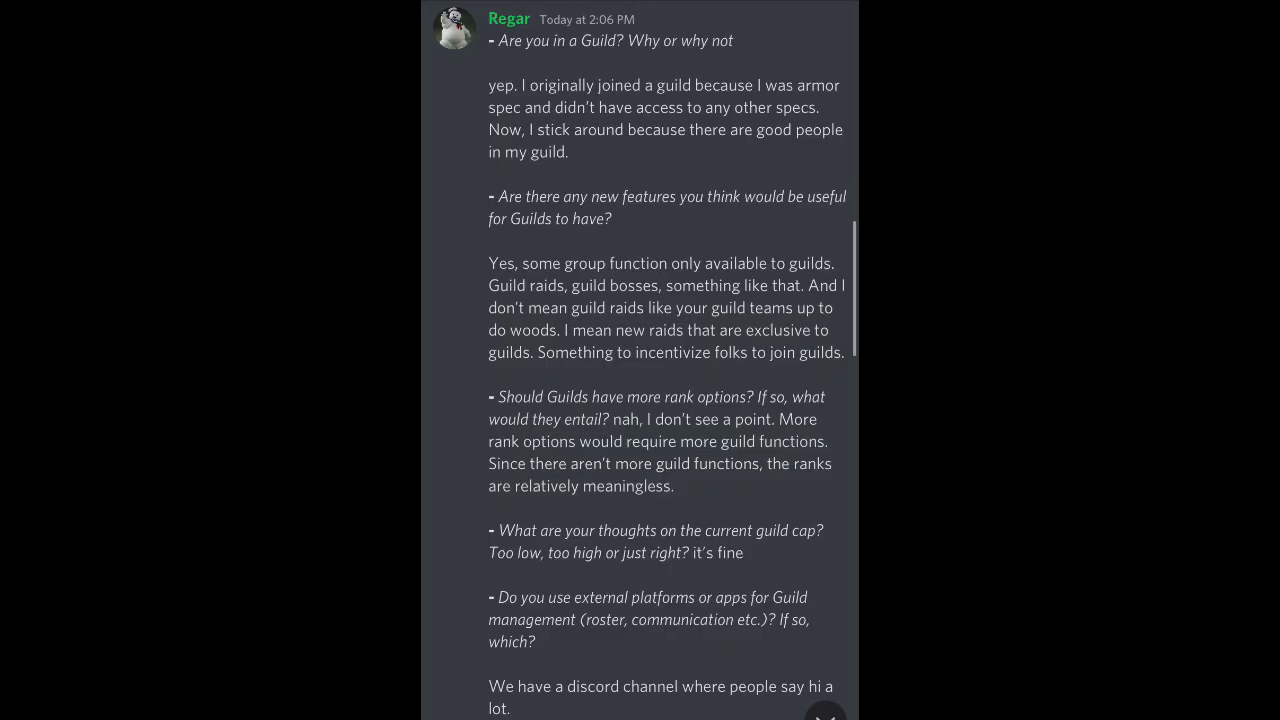 Regar Today at 2:06 PM
- Are you in a Guild? Why or why not
yep. I originally joined a guild because I was armor
spec and didn't have access to any other specs.
Now, I stick around because there are good people
in my guild.
- Are there any new features you think would be useful
for Guilds to have?
Yes, some group function only available to guilds.
Guild raids, guild bosses, something like that. And I
don't mean guild raids like your guild teams up to
do woods. I mean new raids that are exclusive to
guilds. Something to incentivize folks to join guilds.
- Should Guilds have more rank options? If so, what
would they entail? nah, I don't see a point. More
rank options would require more guild functions.
Since there aren't more guild functions, the ranks
are relatively meaningless.
- What are your thoughts on the current guild cap?
Too low, too high or just right? it's fine
- Do you use external platforms or apps for Guild
management (roster, communication etc.)? If so,
which?
We have a discord channel where people say hi a
lot.